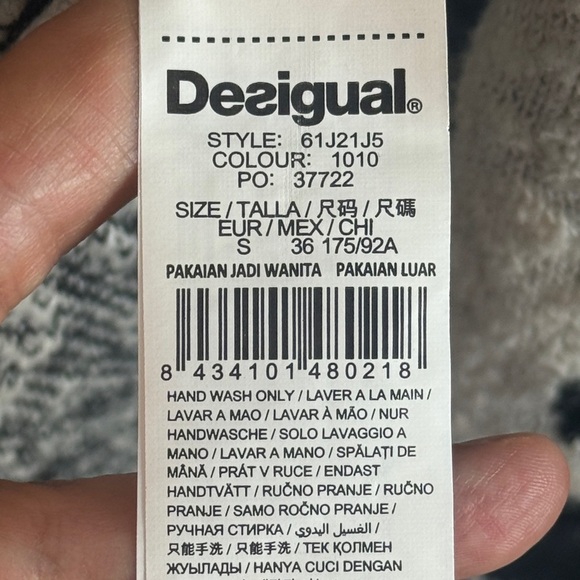 Desigual®
STYLE: 61J21J5
COLOUR: 1010
PO: 37722
SIZE / TALLA / 尺码 / 尺碼
EUR / MEX / CHI
S 36 175/92A
PAKAIAN JADI WANITA PAKAIAN LUAR
8 434101 480218
HAND WASH ONLY / LAVER A LA MAIN /
LAVAR A MAO / LAVAR À MÃO / NUR
HANDWASCHE / SOLO LAVAGGIO A
MANO / LAVAR A MANO / SPĂLAȚI DE
MÂNĂ / PRÁT V RUCE / ENDAST
HANDTVÄTT / RUČNO PRANJE / RUČNO
PRANJE / SAMO ROČNO PRANJE /
РУЧНАЯ СТИРКА / الغسيل اليدوي /
只能手洗 / 只能手洗 / ТЕК ҚОЛМЕН
ЖУЫЛАДЫ / HANYA CUCI DENGAN